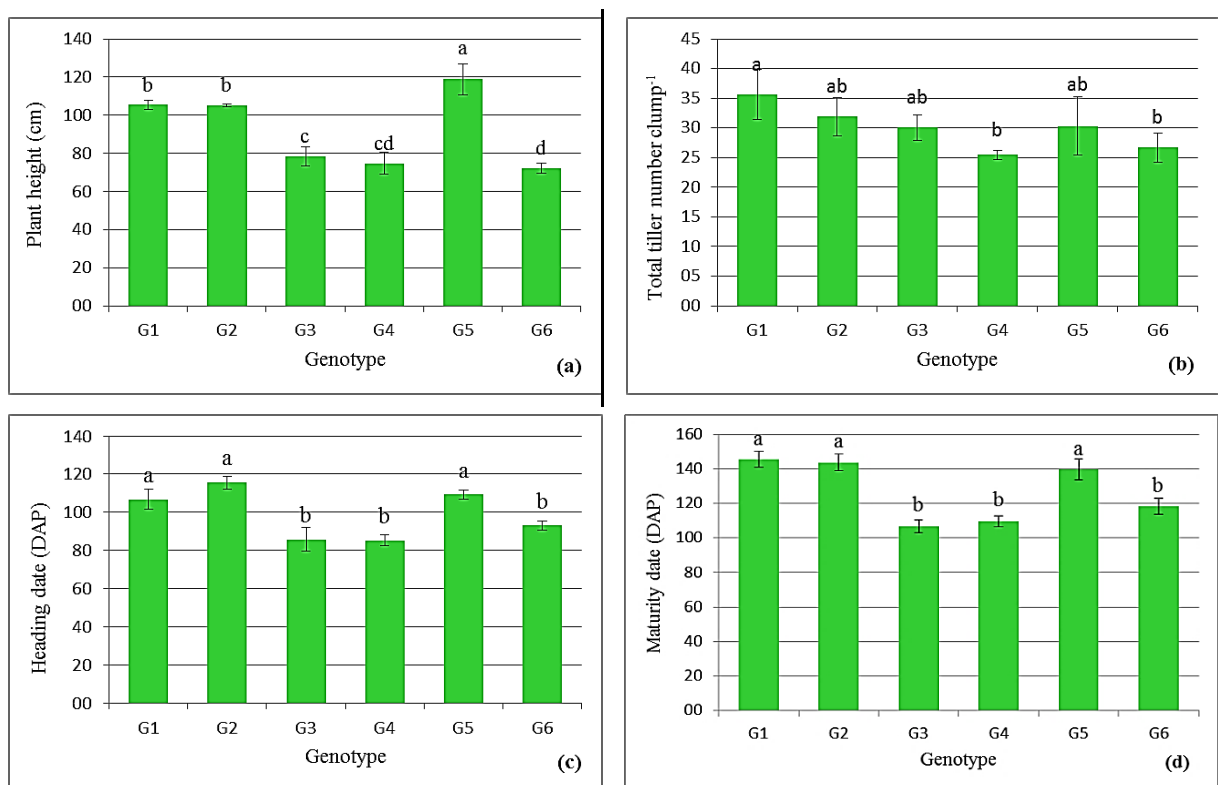 140
120
100
80
60
40
20
00
Plant height (cm)
b
b
c
cd
a
d
G1 G2 G3 G4 G5 G6
Genotype
(a)
45
40
35
30
25
20
15
10
05
00
Total tiller number clump⁻¹
a
ab
ab
b
ab
b
G1 G2 G3 G4 G5 G6
Genotype
(b)
140
120
100
80
60
40
20
00
Heading date (DAP)
a
a
b
b
a
b
G1 G2 G3 G4 G5 G6
Genotype
(c)
160
140
120
100
80
60
40
20
00
Maturity date (DAP)
a
a
b
b
a
b
G1 G2 G3 G4 G5 G6
Genotype
(d)